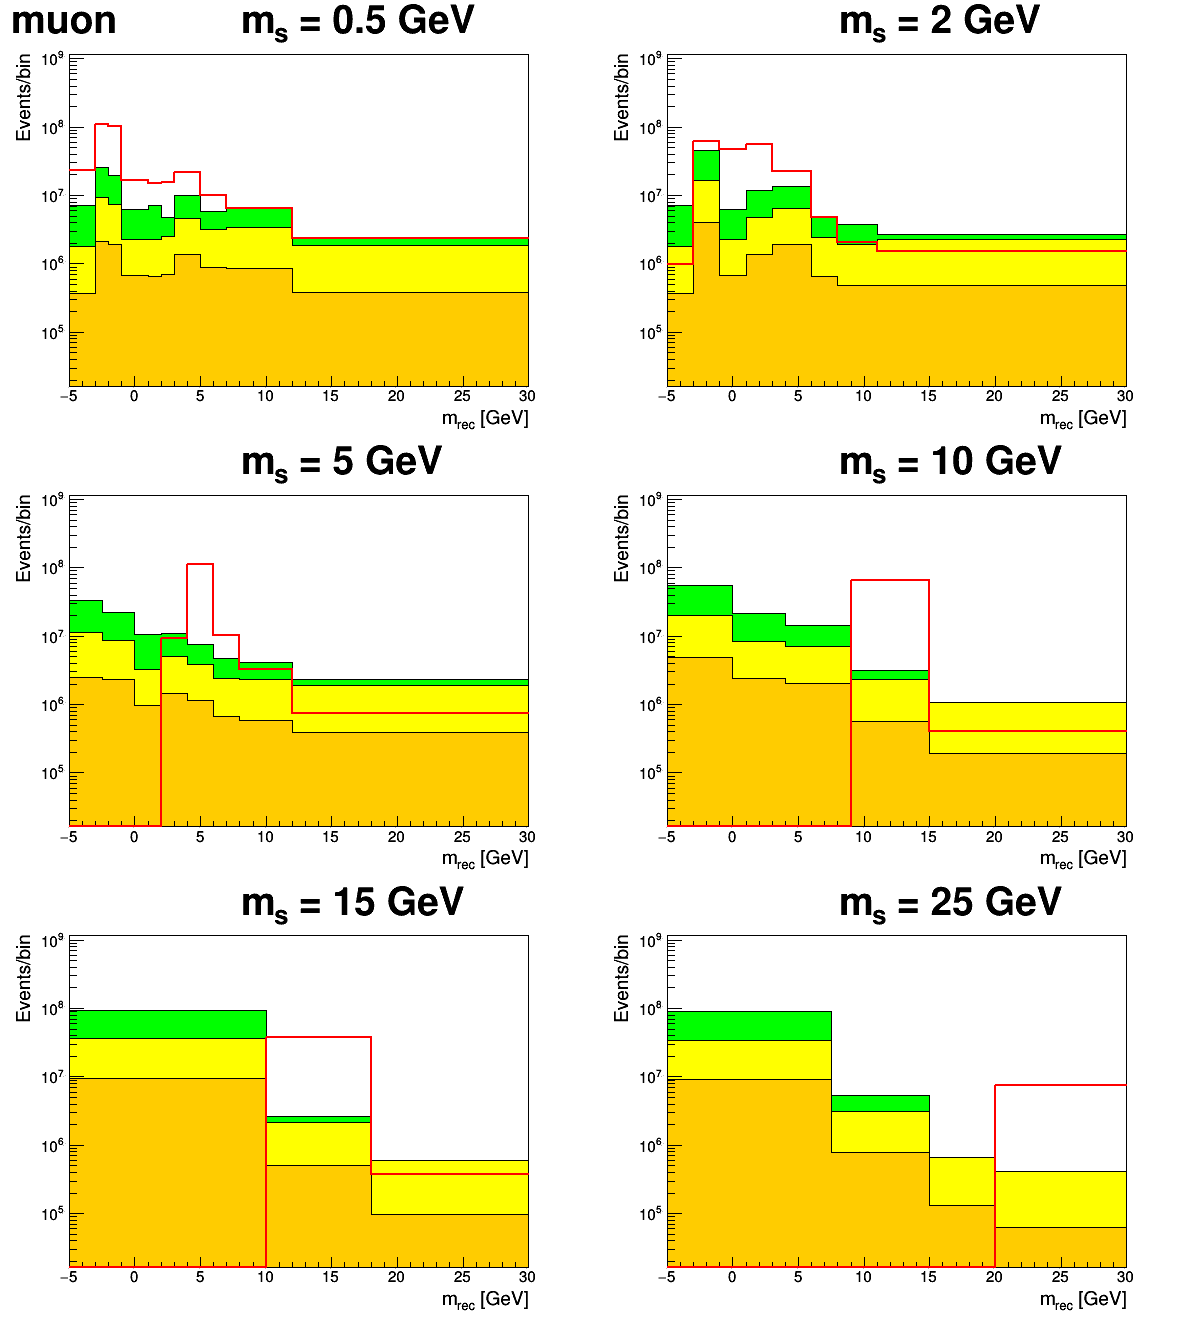 muon
m_s = 0.5 GeV
Events/bin
10^9
10^8
10^7
10^6
10^5
−5 0 5 10 15 20 25 30
m_rec [GeV]
m_s = 2 GeV
Events/bin
10^9
10^8
10^7
10^6
10^5
−5 0 5 10 15 20 25 30
m_rec [GeV]
m_s = 5 GeV
Events/bin
10^9
10^8
10^7
10^6
10^5
−5 0 5 10 15 20 25 30
m_rec [GeV]
m_s = 10 GeV
Events/bin
10^9
10^8
10^7
10^6
10^5
−5 0 5 10 15 20 25 30
m_rec [GeV]
m_s = 15 GeV
Events/bin
10^9
10^8
10^7
10^6
10^5
−5 0 5 10 15 20 25 30
m_rec [GeV]
m_s = 25 GeV
Events/bin
10^9
10^8
10^7
10^6
10^5
−5 0 5 10 15 20 25 30
m_rec [GeV]